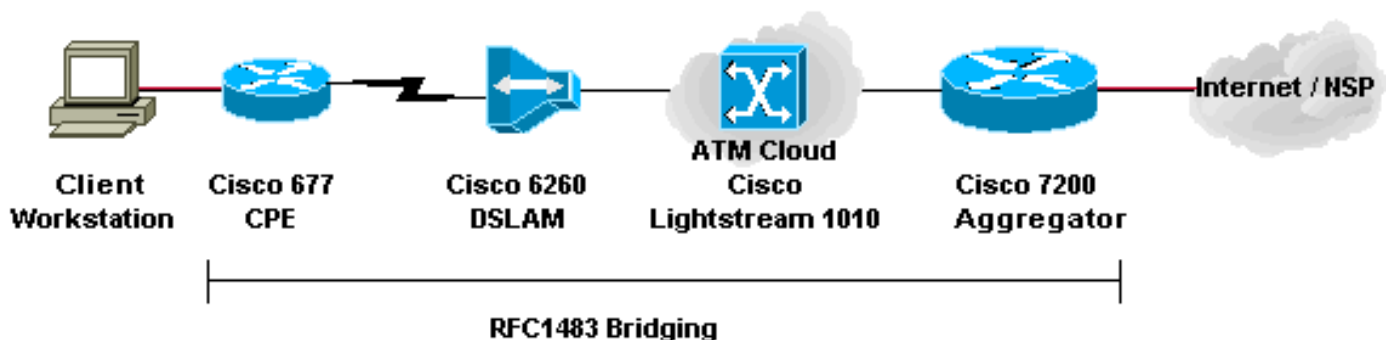 Internet / NSP
ATM Cloud
Client
Workstation
Cisco 677
CPE
Cisco 6260
DSLAM
Cisco
Lightstream 1010
Cisco 7200
Aggregator
RFC1483 Bridging